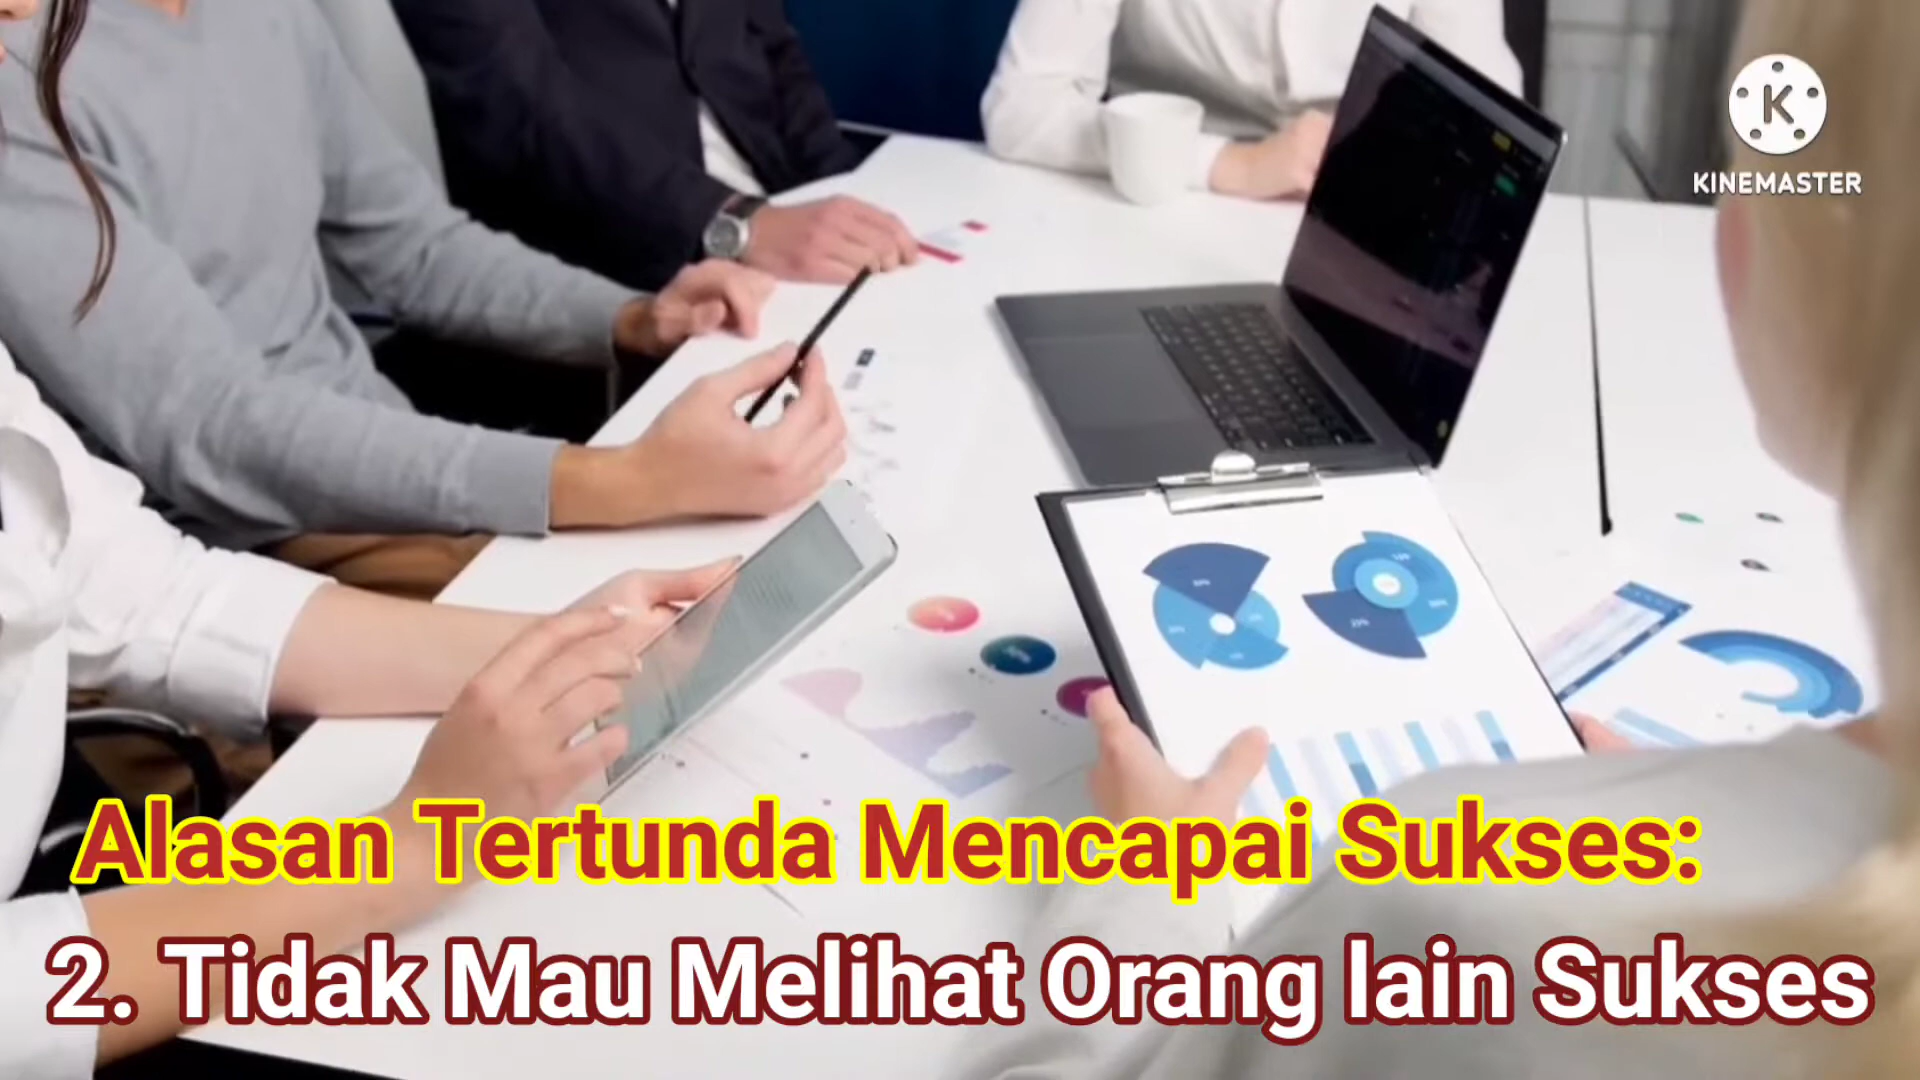 K
KINEMASTER
Alasan Tertunda Mencapai Sukses:
2. Tidak Mau Melihat Orang lain Sukses